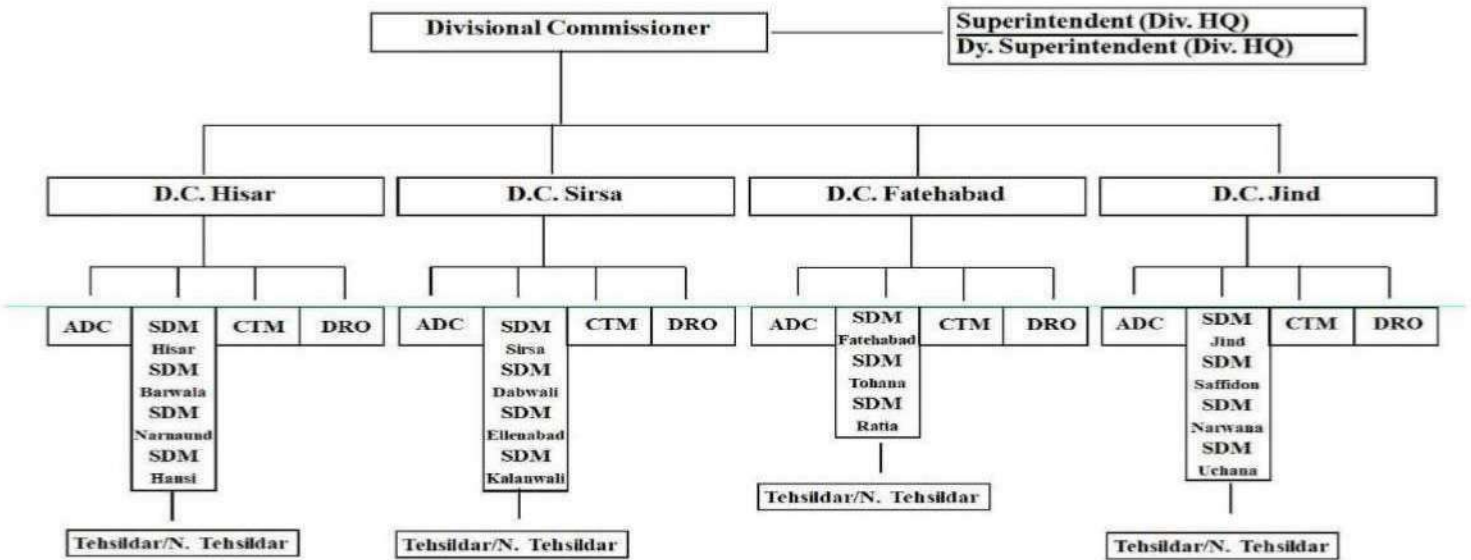 Divisional Commissioner
Superintendent (Div. HQ)
Dy. Superintendent (Div. HQ)
D.C. Hisar
D.C. Sirsa
D.C. Fatehabad
D.C. Jind
ADC
SDM
Hisar
SDM
Barwala
SDM
Narnaund
SDM
Hansi
CTM
DRO
Tehsildar/N. Tehsildar
ADC
SDM
Sirsa
SDM
Dabwali
SDM
Ellenabad
SDM
Kalanwali
CTM
DRO
Tehsildar/N. Tehsildar
ADC
SDM
Fatehabad
SDM
Tohana
SDM
Ratia
CTM
DRO
Tehsildar/N. Tehsildar
ADC
SDM
Jind
SDM
Saffidon
SDM
Narwana
SDM
Uchana
CTM
DRO
Tehsildar/N. Tehsildar